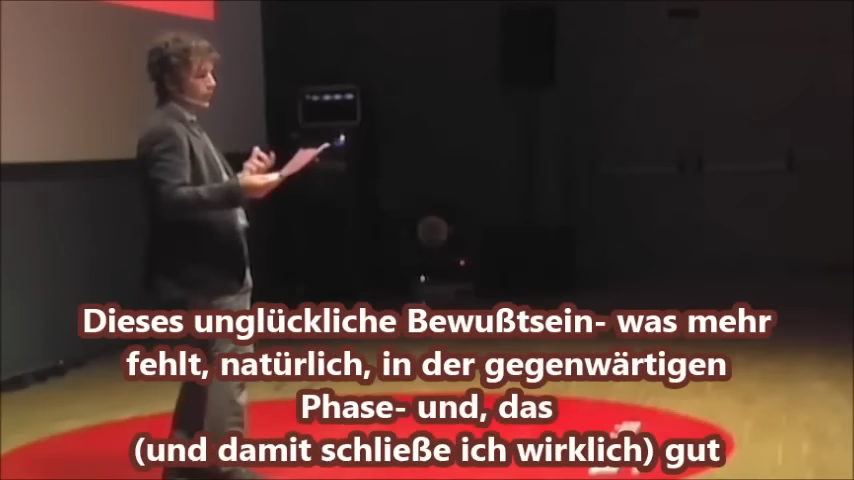 Dieses unglückliche Bewußtsein- was mehr
fehlt, natürlich, in der gegenwärtigen
Phase- und, das
(und damit schließe ich wirklich) gut